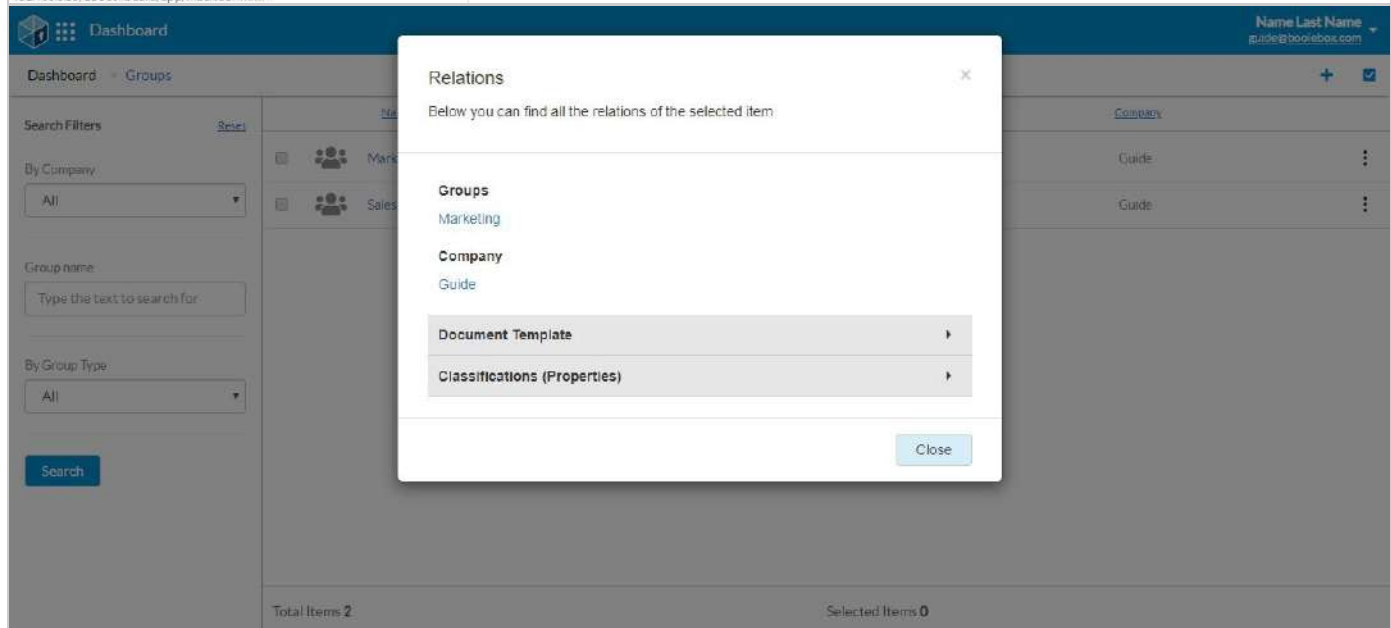 Dashboard
Name Last Name
guide@boolebox.com
Dashboard
Groups
Relations
Below you can find all the relations of the selected item
Search Filters
Reset
Na
Company
By Company
All
Mark
Guide
Sales
Guide
Groups
Marketing
Company
Guide
Group name
Type the text to search for
Document Template
Classifications (Properties)
By Group Type
All
Close
Search
Total Items 2
Selected Items 0